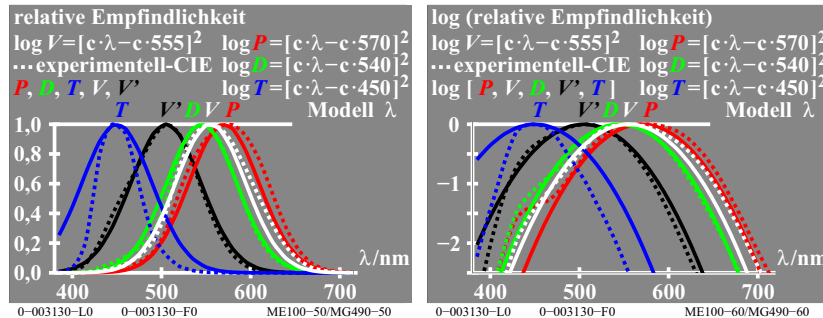 relative Empfindlichkeit
log V=[c·λ−c·555]² log P=[c·λ−c·570]²
experimentell-CIE log D=[c·λ−c·540]²
P, D, T, V, V' log T=[c·λ−c·450]²
T V' D V P Modell λ
1,0
0,8
0,6
0,4
0,2
0,0
λ/nm
400 500 600 700
0-003130-L0 0-003130-F0 ME100-50/MG490-50
log (relative Empfindlichkeit)
log V=[c·λ−c·555]² log P=[c·λ−c·570]²
experimentell-CIE log D=[c·λ−c·540]²
log [ P, V, D, V', T ] log T=[c·λ−c·450]²
T V' D V P Modell λ
0
−1
−2
λ/nm
400 500 600 700
0-003130-L0 0-003130-F0 ME100-60/MG490-60